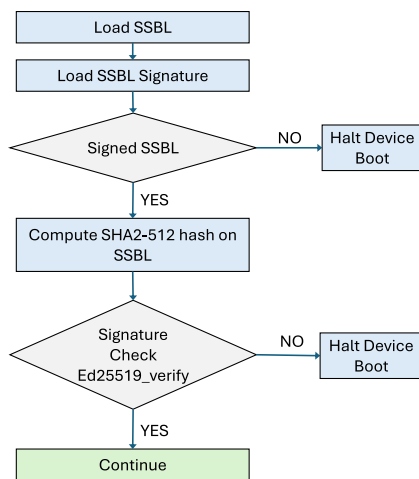 Load SSBL
Load SSBL Signature
Signed SSBL
NO
Halt Device
Boot
YES
Compute SHA2-512 hash on
SSBL
Signature
Check
Ed25519_verify
NO
Halt Device
Boot
YES
Continue